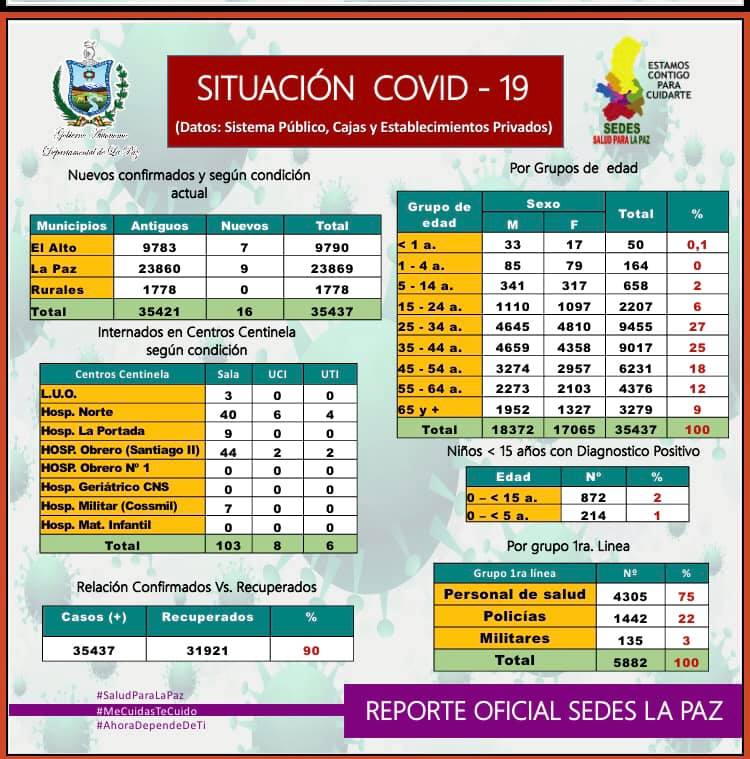 SITUACIÓN COVID - 19
(Datos: Sistema Público, Cajas y Establecimientos Privados)
Gobierno Autónomo
Departamental de La Paz
ESTAMOS
CONTIGO
PARA
CUIDARTE
SEDES
SALUD PARA LA PAZ
Nuevos confirmados y según condición
actual
Municipios Antiguos Nuevos Total
El Alto 9783 7 9790
La Paz 23860 9 23869
Rurales 1778 0 1778
Total 35421 16 35437
Internados en Centros Centinela
según condición
Centros Centinela Sala UCI UTI
L.U.O. 3 0 0
Hosp. Norte 40 6 4
Hosp. La Portada 9 0 0
HOSP. Obrero (Santiago II) 44 2 2
HOSP. Obrero Nº 1 0 0 0
Hosp. Geriátrico CNS 0 0 0
Hosp. Militar (Cossmil) 7 0 0
Hosp. Mat. Infantil 0 0 0
Total 103 8 6
Relación Confirmados Vs. Recuperados
Casos (+) Recuperados %
35437 31921 90
Por Grupos de edad
Grupo de edad Sexo Total %
M F
< 1 a. 33 17 50 0,1
1 - 4 a. 85 79 164 0
5 - 14 a. 341 317 658 2
15 - 24 a. 1110 1097 2207 6
25 - 34 a. 4645 4810 9455 27
35 - 44 a. 4659 4358 9017 25
45 - 54 a. 3274 2957 6231 18
55 - 64 a. 2273 2103 4376 12
65 y + 1952 1327 3279 9
Total 18372 17065 35437 100
Niños < 15 años con Diagnostico Positivo
Edad Nº %
0 – < 15 a. 872 2
0 – < 5 a. 214 1
Por grupo 1ra. Linea
Grupo 1ra línea Nº %
Personal de salud 4305 75
Policías 1442 22
Militares 135 3
Total 5882 100
#SaludParaLaPaz
#MeCuidasTeCuido
#AhoraDependeDeTi
REPORTE OFICIAL SEDES LA PAZ